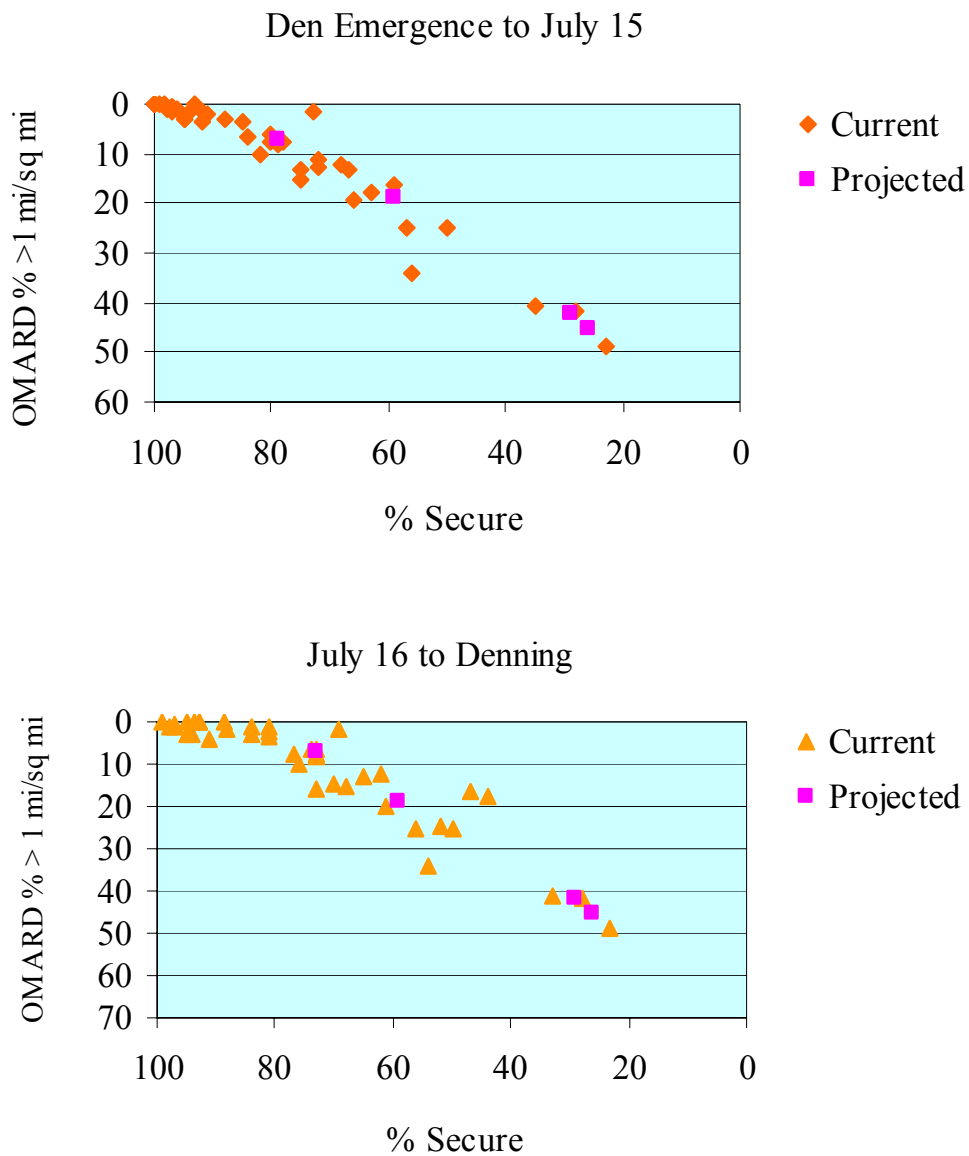 Den Emergence to July 15
OMARD % >1 mi/sq mi
0
10
20
30
40
50
60
100 80 60 40 20 0
% Secure
Current
Projected
July 16 to Denning
OMARD % > 1 mi/sq mi
0
10
20
30
40
50
60
70
100 80 60 40 20 0
% Secure
Current
Projected